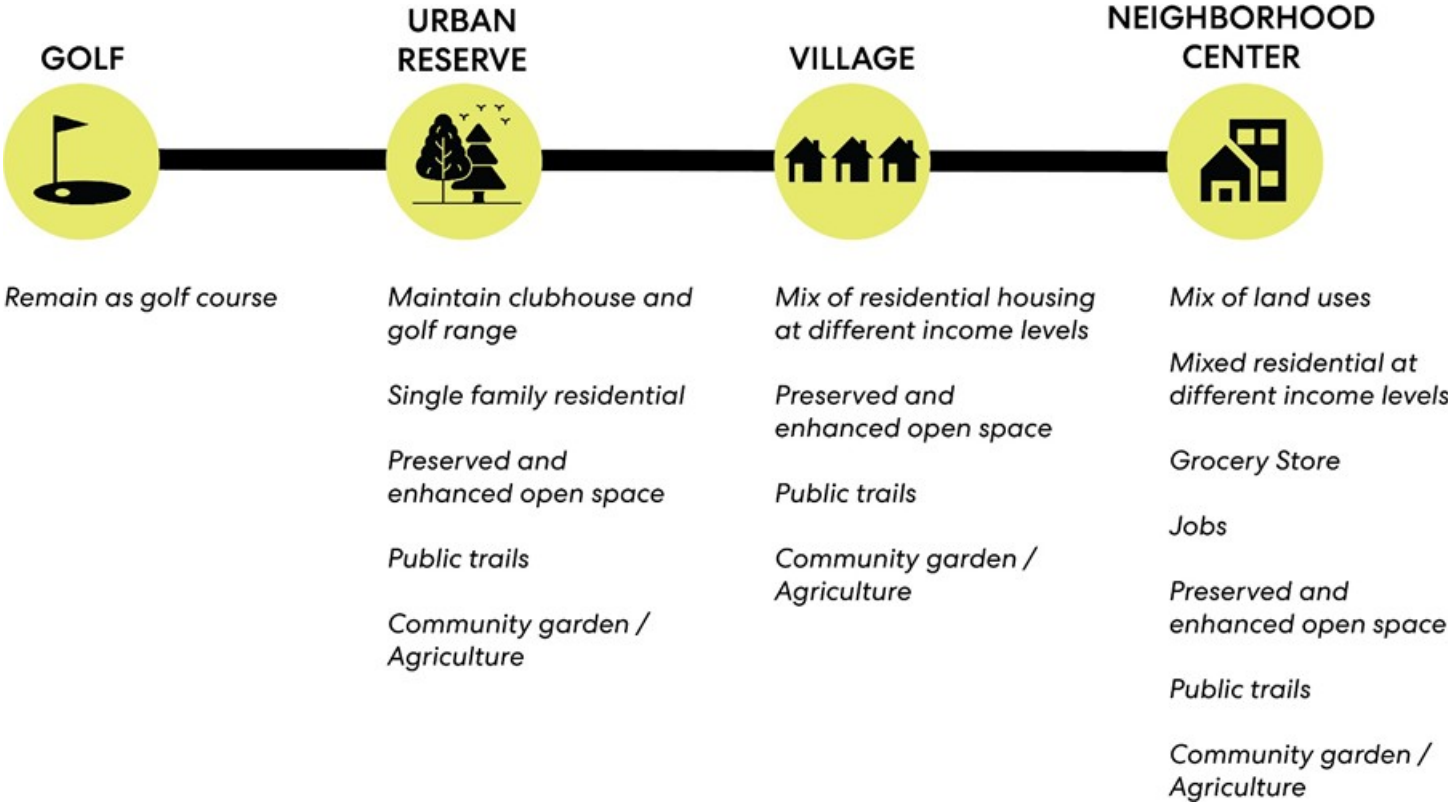 GOLF
Remain as golf course
URBAN
RESERVE
Maintain clubhouse and
golf range
Single family residential
Preserved and
enhanced open space
Public trails
Community garden /
Agriculture
VILLAGE
Mix of residential housing
at different income levels
Preserved and
enhanced open space
Public trails
Community garden /
Agriculture
NEIGHBORHOOD
CENTER
Mix of land uses
Mixed residential at
different income levels
Grocery Store
Jobs
Preserved and
enhanced open space
Public trails
Community garden /
Agriculture